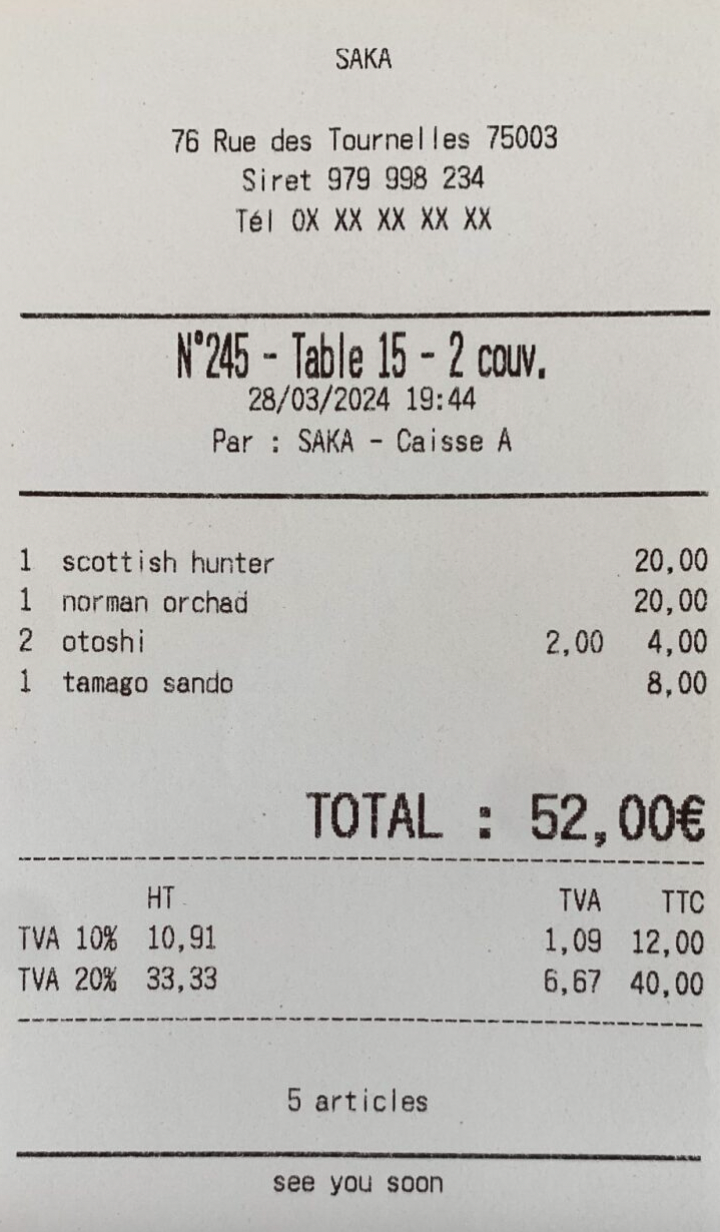 SAKA
76 Rue des Tournelles 75003
Siret 979 998 234
Tél 0X XX XX XX XX
N°245 - Table 15 - 2 couv.
28/03/2024 19:44
Par : SAKA - Caisse A
1 scottish hunter 20,00
1 norman orchad 20,00
2 otoshi 2,00 4,00
1 tamago sando 8,00
TOTAL : 52,00€
HT TVA TTC
TVA 10% 10,91 1,09 12,00
TVA 20% 33,33 6,67 40,00
5 articles
see you soon